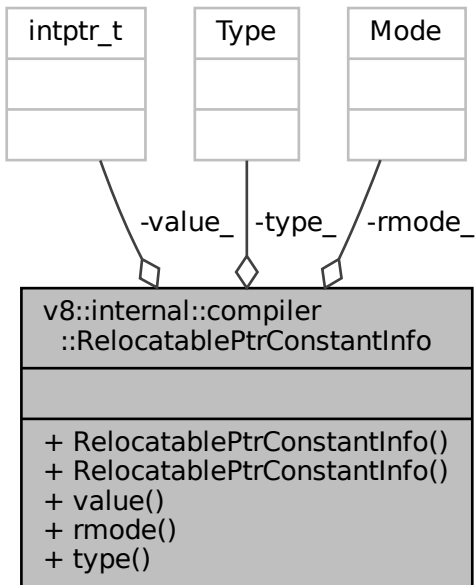 intptr_t
Type
Mode
-value_
-type_
-rmode_
v8::internal::compiler
::RelocatablePtrConstantInfo
+ RelocatablePtrConstantInfo()
+ RelocatablePtrConstantInfo()
+ value()
+ rmode()
+ type()